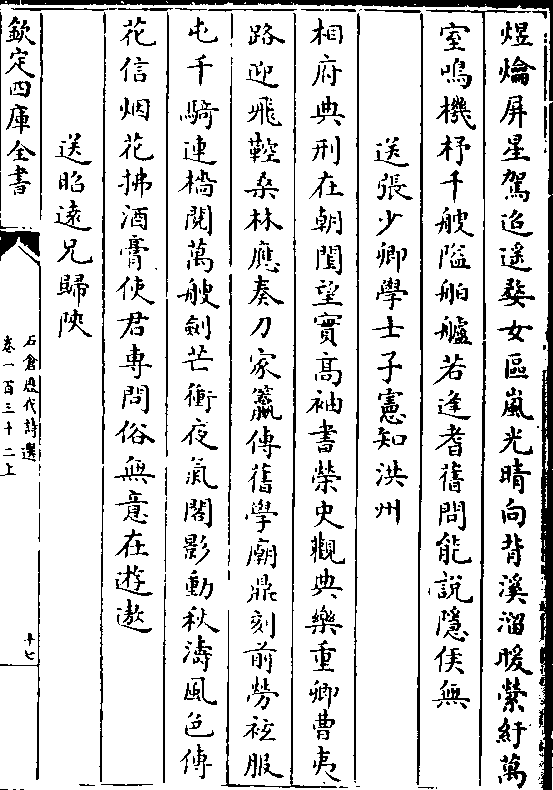 煜爚屏星駕迢遥婺女區嵐光晴向背溪溜暖縈紆萬
室鳴機杼千艘隘舳艫若逢耆舊問能說隱侯無
送張少卿學士子憲知洪州
相府典刑在朝閨望實髙袖書榮史觀典樂重卿曹夷
路迎飛鞚桑林應奏刀家籯傳舊學廟鼎刻前勞袨服
屯千騎連檣閱萬艘劍芒衝夜氣閣影動秋濤風色傳
花信烟花拂酒膏使君專問俗無意在遊遨
送昭遠兄歸陜
欽定四庫全書
石倉歷代詩選
卷一百三十二上
十七